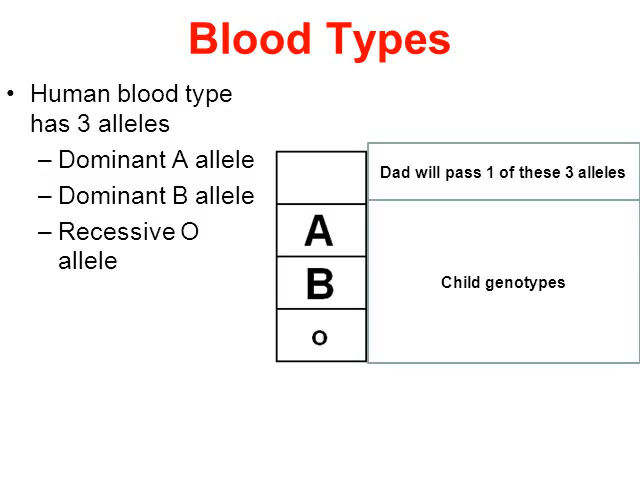 Blood Types
• Human blood type
has 3 alleles
– Dominant A allele
– Dominant B allele
– Recessive O
allele
Dad will pass 1 of these 3 alleles
A
B
o
Child genotypes